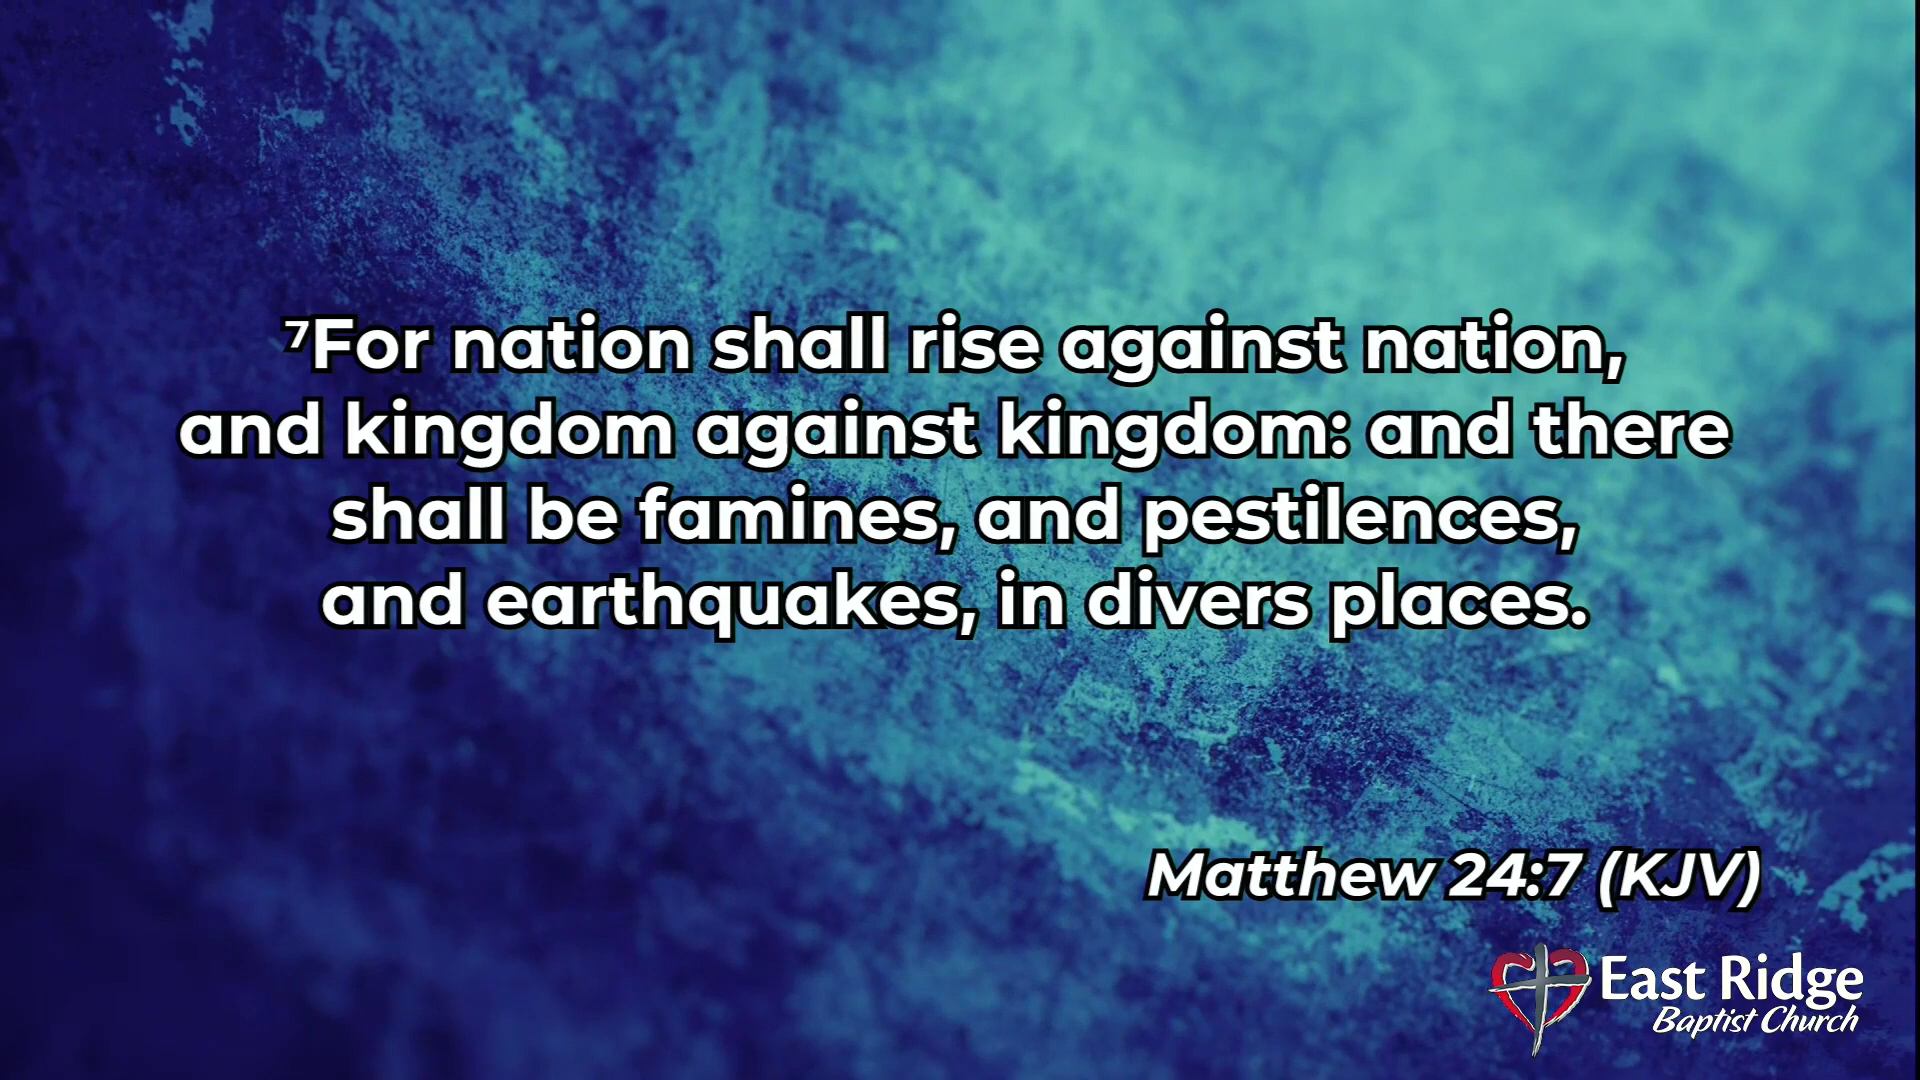 ⁷For nation shall rise against nation,
and kingdom against kingdom: and there
shall be famines, and pestilences,
and earthquakes, in divers places.
Matthew 24:7 (KJV)
East Ridge
Baptist Church